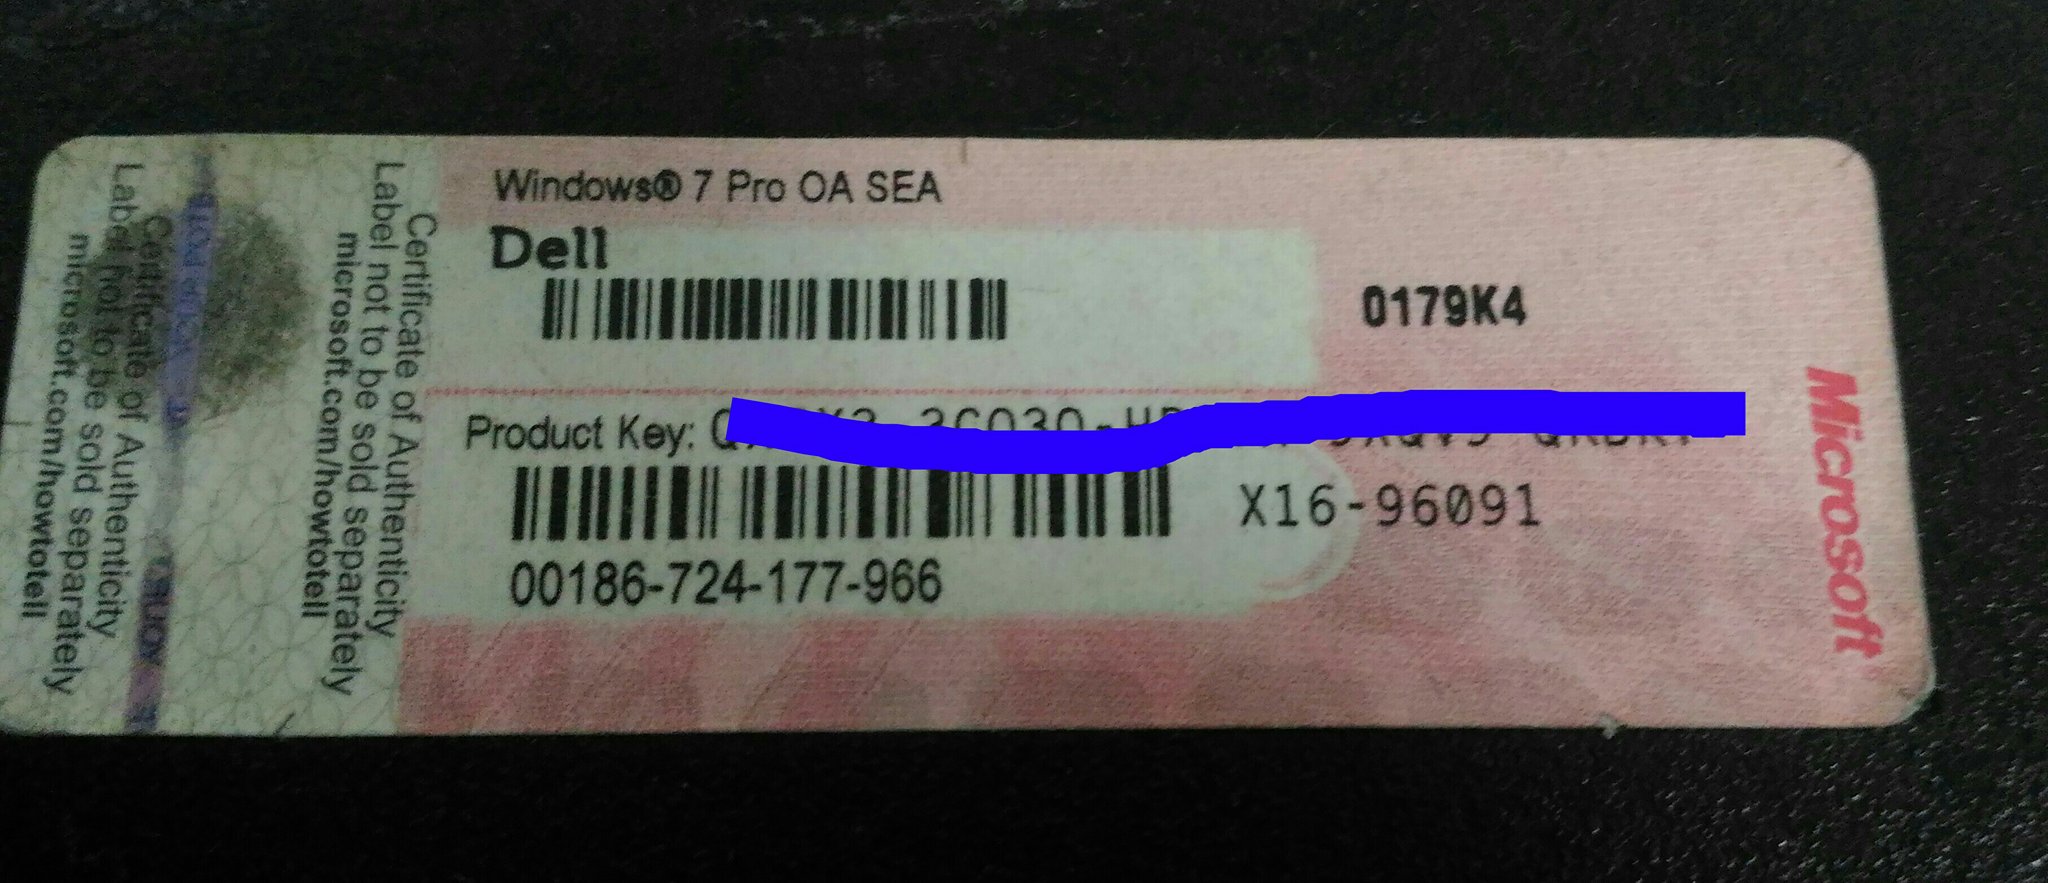 Windows® 7 Pro OA SEA
Dell
0179K4
Product Key:
X16-96091
00186-724-177-966
Microsoft
Certificate of Authenticity
Label not to be sold separately
microsoft.com/howtotell
Certificate of Authenticity
Label not to be sold separately
microsoft.com/howtotell